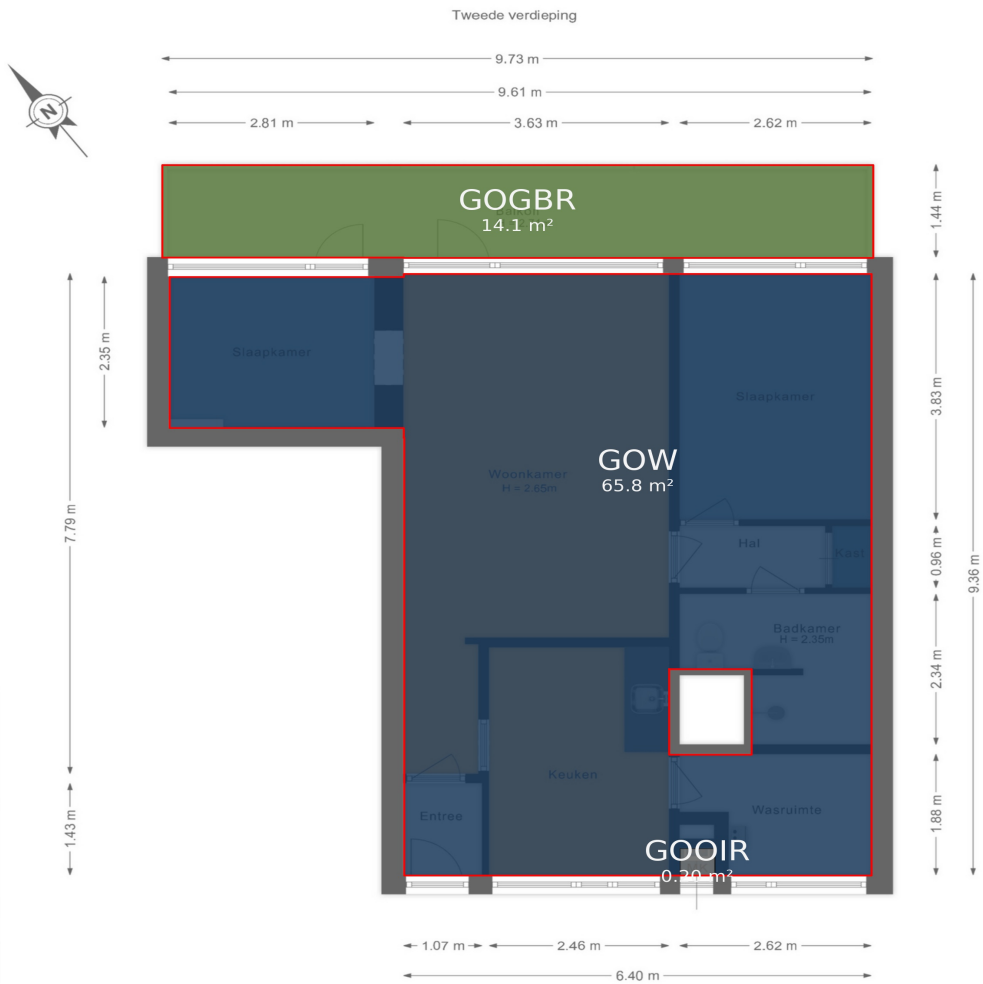 Tweede verdieping
9.73 m
9.61 m
2.81 m
3.63 m
2.62 m
N
GOGBR
Balkon
14.1 m²
1.44 m
2.35 m
Slaapkamer
Slaapkamer
3.83 m
GOW
65.8 m²
Woonkamer
H = 2.65m
7.79 m
Hal
Kast
0.96 m
9.36 m
Badkamer
H = 2.35m
2.34 m
Keuken
Entree
Wasruimte
1.43 m
1.88 m
GOOIR
0.20 m²
1.07 m
2.46 m
2.62 m
6.40 m